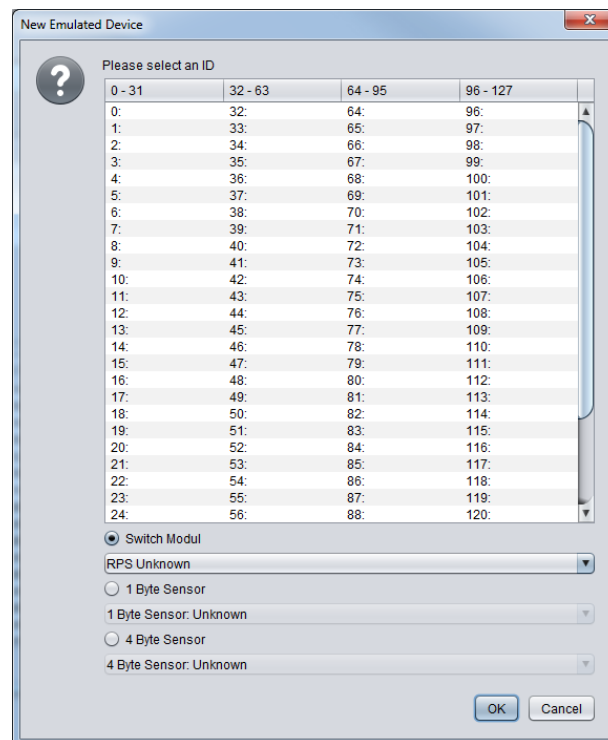 New Emulated Device
Please select an ID
0 - 31 32 - 63 64 - 95 96 - 127
0: 32: 64: 96:
1: 33: 65: 97:
2: 34: 66: 98:
3: 35: 67: 99:
4: 36: 68: 100:
5: 37: 69: 101:
6: 38: 70: 102:
7: 39: 71: 103:
8: 40: 72: 104:
9: 41: 73: 105:
10: 42: 74: 106:
11: 43: 75: 107:
12: 44: 76: 108:
13: 45: 77: 109:
14: 46: 78: 110:
15: 47: 79: 111:
16: 48: 80: 112:
17: 49: 81: 113:
18: 50: 82: 114:
19: 51: 83: 115:
20: 52: 84: 116:
21: 53: 85: 117:
22: 54: 86: 118:
23: 55: 87: 119:
24: 56: 88: 120:
Switch Modul
RPS Unknown
1 Byte Sensor
1 Byte Sensor: Unknown
4 Byte Sensor
4 Byte Sensor: Unknown
OK Cancel